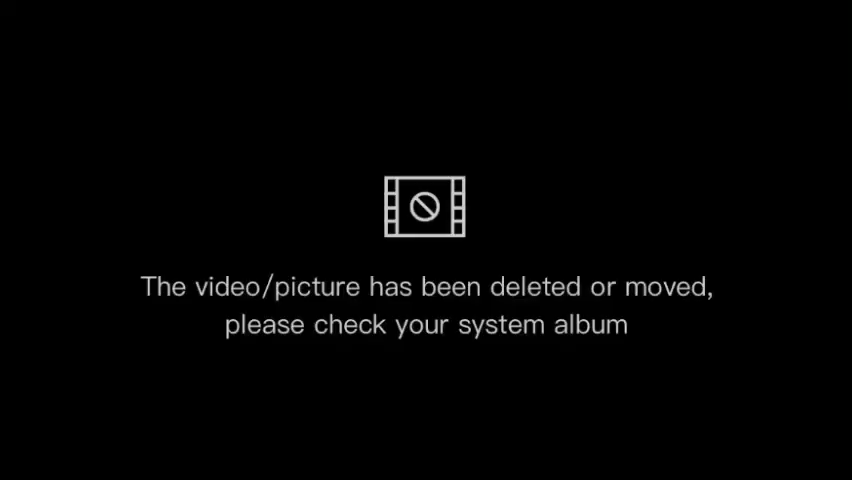 The video/picture has been deleted or moved,
please check your system album